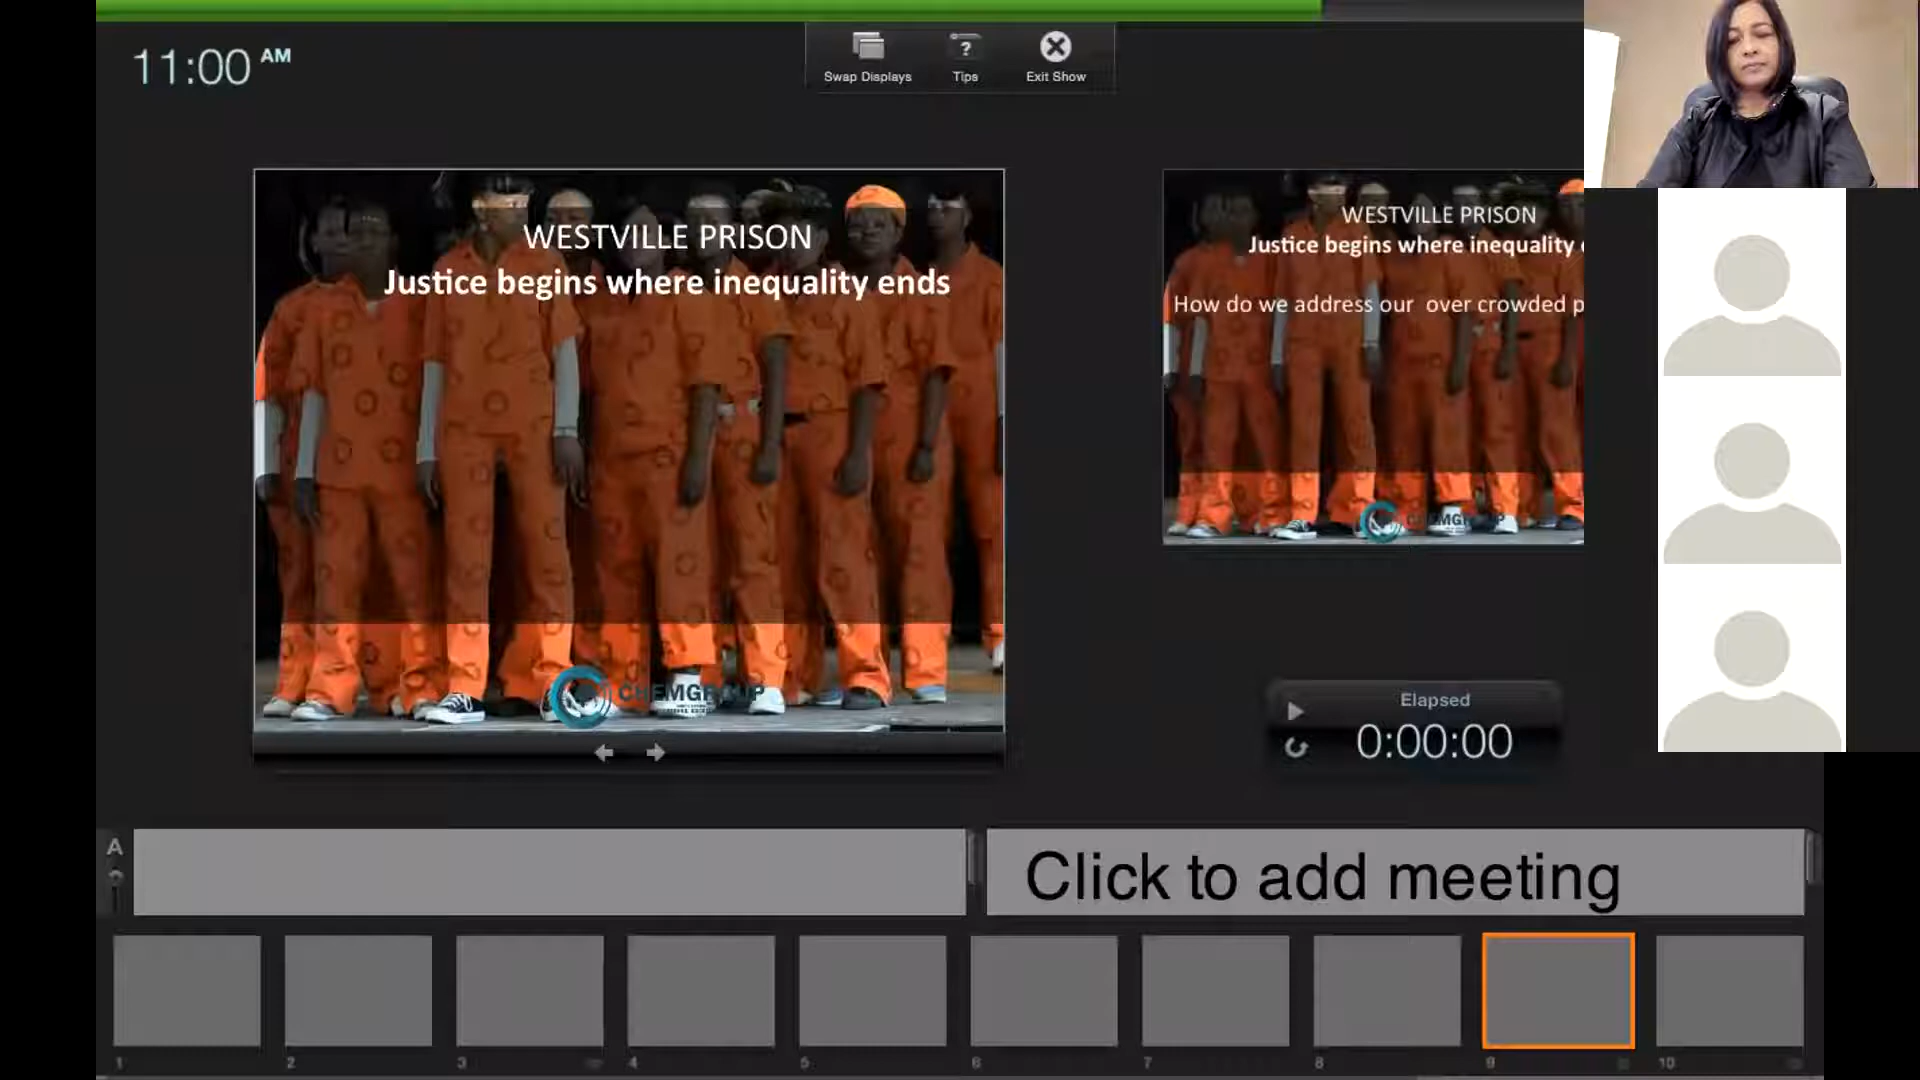 11:00 AM
Swap Displays
Tips
Exit Show
WESTVILLE PRISON
Justice begins where inequality ends
CHEMGROUP
WESTVILLE PRISON
Justice begins where inequality
How do we address our over crowded p
CHEMGROUP
Elapsed
0:00:00
A
Click to add meeting
1
2
3
4
5
6
7
8
9
10